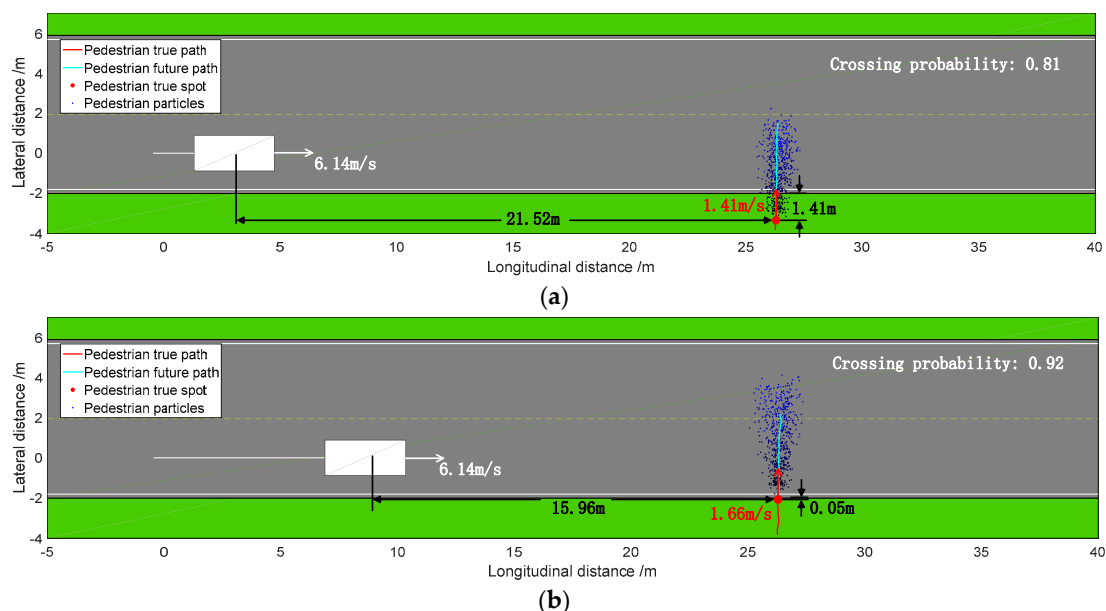 Lateral distance /m
6
4
2
0
-2
-4
Pedestrian true path
Pedestrian future path
Pedestrian true spot
Pedestrian particles
Crossing probability: 0.81
6.14m/s
1.41m/s
1.41m
21.52m
-5
0
5
10
15
20
25
30
35
40
Longitudinal distance /m
(a)
Lateral distance /m
6
4
2
0
-2
-4
Pedestrian true path
Pedestrian future path
Pedestrian true spot
Pedestrian particles
Crossing probability: 0.92
6.14m/s
15.96m
1.66m/s
0.05m
-5
0
5
10
15
20
25
30
35
40
Longitudinal distance /m
(b)